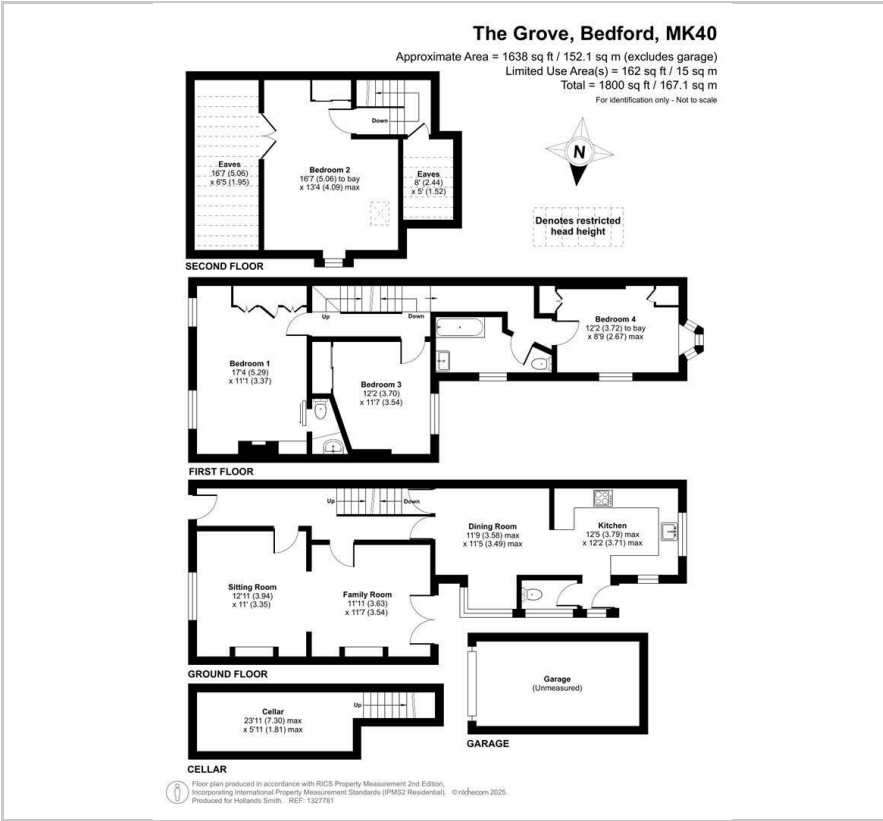 The Grove, Bedford, MK40
Approximate Area = 1638 sq ft / 152.1 sq m (excludes garage)
Limited Use Area(s) = 162 sq ft / 15 sq m
Total = 1800 sq ft / 167.1 sq m
For identification only - Not to scale
N
Denotes restricted
head height
Down
Eaves
16'7 (5.06)
x 6'5 (1.95)
Bedroom 2
16'7 (5.06) to bay
x 13'4 (4.09) max
Eaves
8' (2.44)
x 5' (1.52)
SECOND FLOOR
Up
Down
Bedroom 1
17'4 (5.29)
x 11'1 (3.37)
Bedroom 3
12'2 (3.70)
x 11'7 (3.54)
Bedroom 4
12'2 (3.72) to bay
x 8'9 (2.67) max
FIRST FLOOR
Up
Down
Dining Room
11'9 (3.58) max
x 11'5 (3.49) max
Kitchen
12'5 (3.79) max
x 12'2 (3.71) max
Sitting Room
12'11 (3.94)
x 11' (3.35)
Family Room
11'11 (3.63)
x 11'7 (3.54)
GROUND FLOOR
Garage
(Unmeasured)
GARAGE
Cellar
23'11 (7.30) max
x 5'11 (1.81) max
Up
CELLAR
Floor plan produced in accordance with RICS Property Measurement 2nd Edition,
Incorporating International Property Measurement Standards (IPMS2 Residential). © nichecom 2025.
Produced for Hollands Smith. REF: 1327781